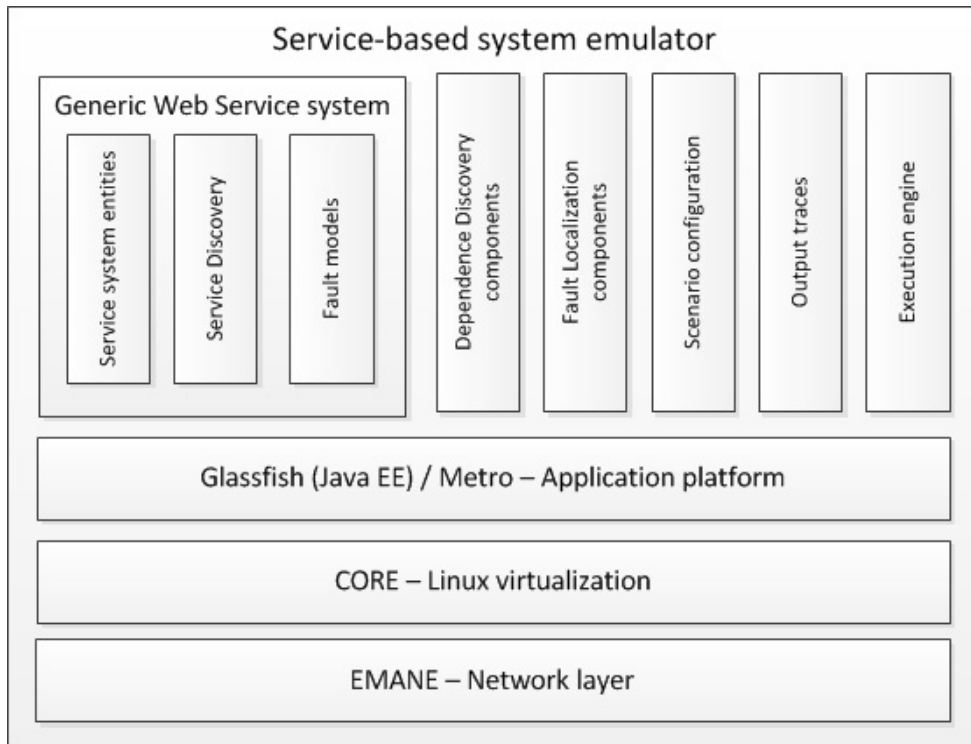 Service-based system emulator
Generic Web Service system
Service system entities
Service Discovery
Fault models
Dependence Discovery
components
Fault Localization
components
Scenario configuration
Output traces
Execution engine
Glassfish (Java EE) / Metro – Application platform
CORE – Linux virtualization
EMANE – Network layer